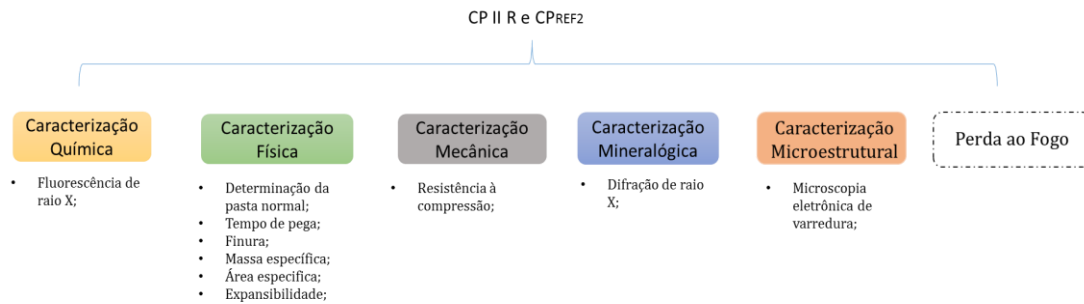 CP II R e CPREF2
Caracterização
Química
• Fluorescência de
raio X;
Caracterização
Física
• Determinação da
pasta normal;
• Tempo de pega;
• Finura;
• Massa específica;
• Área especifica;
• Expansibilidade;
Caracterização
Mecânica
• Resistência à
compressão;
Caracterização
Mineralógica
• Difração de raio
X;
Caracterização
Microestrutural
• Microscopia
eletrônica de
varredura;
Perda ao Fogo